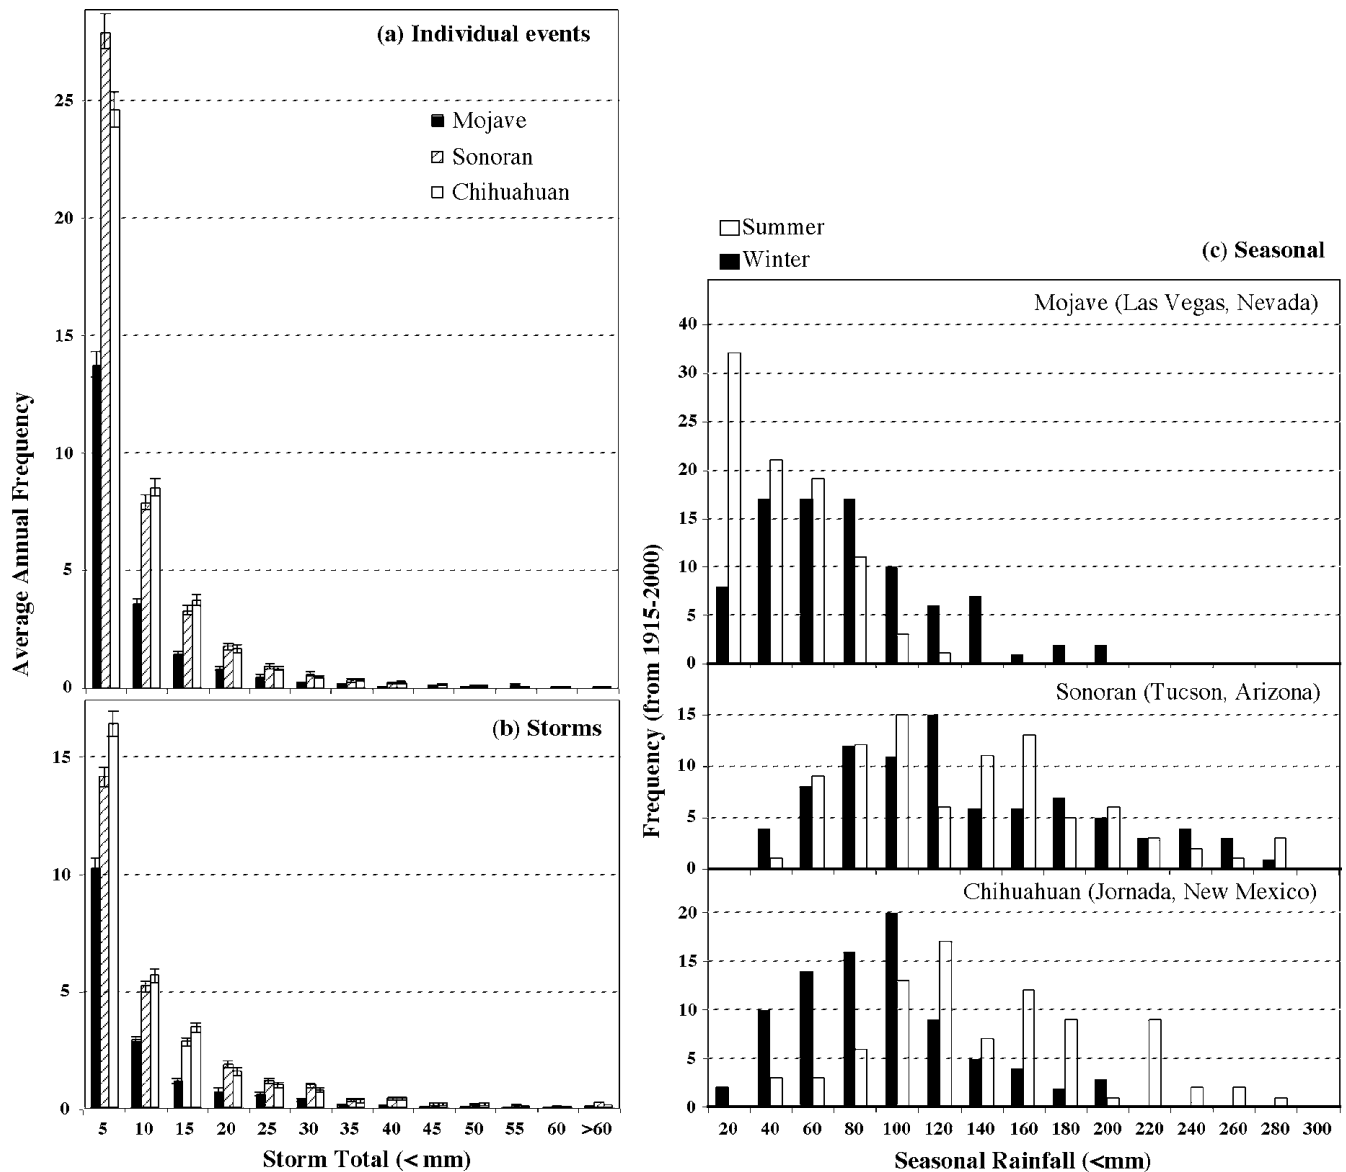 (a) Individual events
Mojave
Sonoran
Chihuahuan
25
20
15
10
5
0
Average Annual Frequency
(b) Storms
15
10
5
0
5 10 15 20 25 30 35 40 45 50 55 60 >60
Storm Total (< mm)
Summer
Winter
(c) Seasonal
Mojave (Las Vegas, Nevada)
40
30
25
20
15
10
5
0
Frequency (from 1915-2000)
Sonoran (Tucson, Arizona)
15
10
5
0
Chihuahuan (Jornada, New Mexico)
20
15
10
5
0
20 40 60 80 100 120 140 160 180 200 220 240 260 280 300
Seasonal Rainfall (<mm)